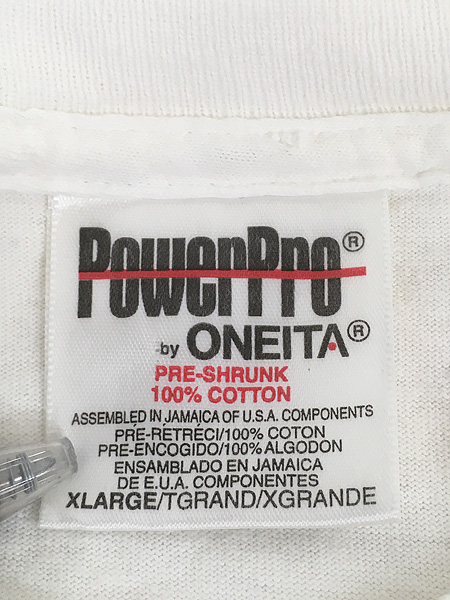 PowerPro®
by ONEITA®
PRE-SHRUNK
100% COTTON
ASSEMBLED IN JAMAICA OF U.S.A. COMPONENTS
PRÉ-RÉTRÉCI/100% COTON
PRE-ENCOGIDO/100% ALGODON
ENSAMBLADO EN JAMAICA
DE E.U.A. COMPONENTES
XLARGE/TGRAND/XGRANDE